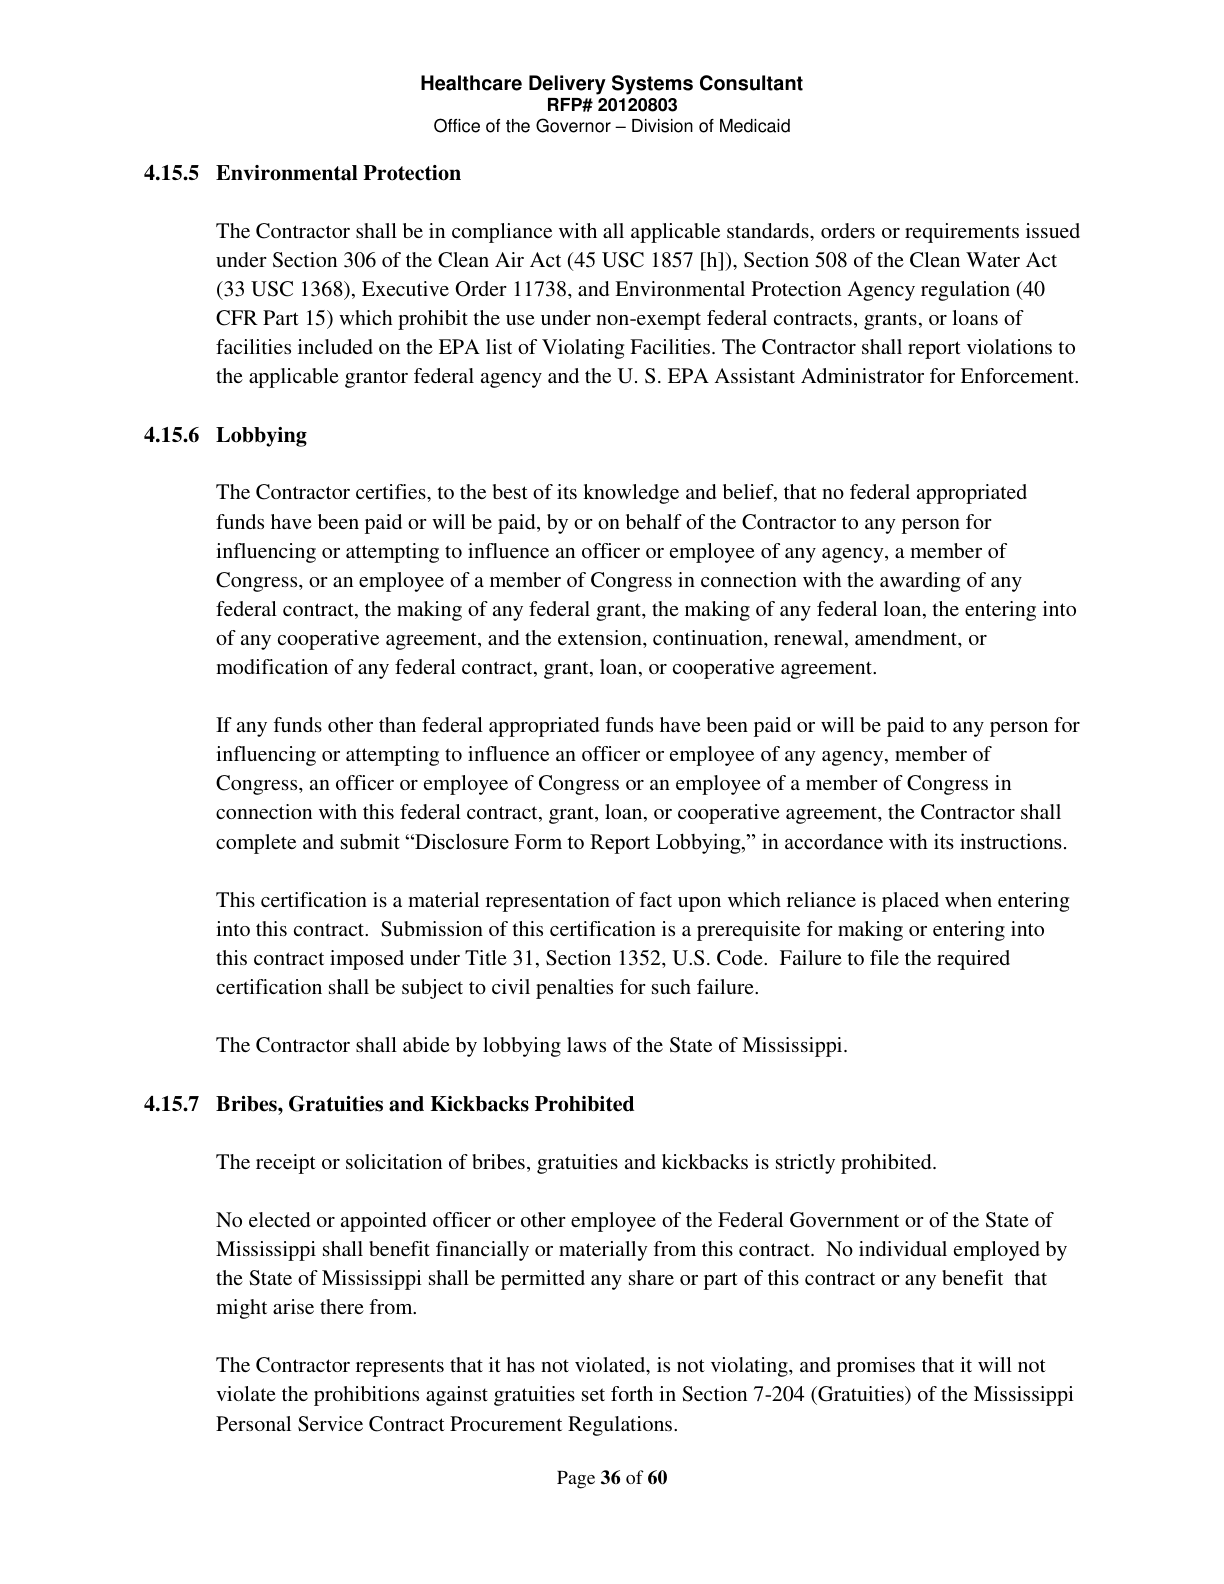 Healthcare Delivery Systems Consultant
RFP# 20120803
Office of the Governor – Division of Medicaid
4.15.5 Environmental Protection
The Contractor shall be in compliance with all applicable standards, orders or requirements issued
under Section 306 of the Clean Air Act (45 USC 1857 [h]), Section 508 of the Clean Water Act
(33 USC 1368), Executive Order 11738, and Environmental Protection Agency regulation (40
CFR Part 15) which prohibit the use under non-exempt federal contracts, grants, or loans of
facilities included on the EPA list of Violating Facilities. The Contractor shall report violations to
the applicable grantor federal agency and the U. S. EPA Assistant Administrator for Enforcement.
4.15.6 Lobbying
The Contractor certifies, to the best of its knowledge and belief, that no federal appropriated
funds have been paid or will be paid, by or on behalf of the Contractor to any person for
influencing or attempting to influence an officer or employee of any agency, a member of
Congress, or an employee of a member of Congress in connection with the awarding of any
federal contract, the making of any federal grant, the making of any federal loan, the entering into
of any cooperative agreement, and the extension, continuation, renewal, amendment, or
modification of any federal contract, grant, loan, or cooperative agreement.
If any funds other than federal appropriated funds have been paid or will be paid to any person for
influencing or attempting to influence an officer or employee of any agency, member of
Congress, an officer or employee of Congress or an employee of a member of Congress in
connection with this federal contract, grant, loan, or cooperative agreement, the Contractor shall
complete and submit “Disclosure Form to Report Lobbying,” in accordance with its instructions.
This certification is a material representation of fact upon which reliance is placed when entering
into this contract.  Submission of this certification is a prerequisite for making or entering into
this contract imposed under Title 31, Section 1352, U.S. Code.  Failure to file the required
certification shall be subject to civil penalties for such failure.
The Contractor shall abide by lobbying laws of the State of Mississippi.
4.15.7 Bribes, Gratuities and Kickbacks Prohibited
The receipt or solicitation of bribes, gratuities and kickbacks is strictly prohibited.
No elected or appointed officer or other employee of the Federal Government or of the State of
Mississippi shall benefit financially or materially from this contract.  No individual employed by
the State of Mississippi shall be permitted any share or part of this contract or any benefit  that
might arise there from.
The Contractor represents that it has not violated, is not violating, and promises that it will not
violate the prohibitions against gratuities set forth in Section 7-204 (Gratuities) of the Mississippi
Personal Service Contract Procurement Regulations.
Page 36 of 60